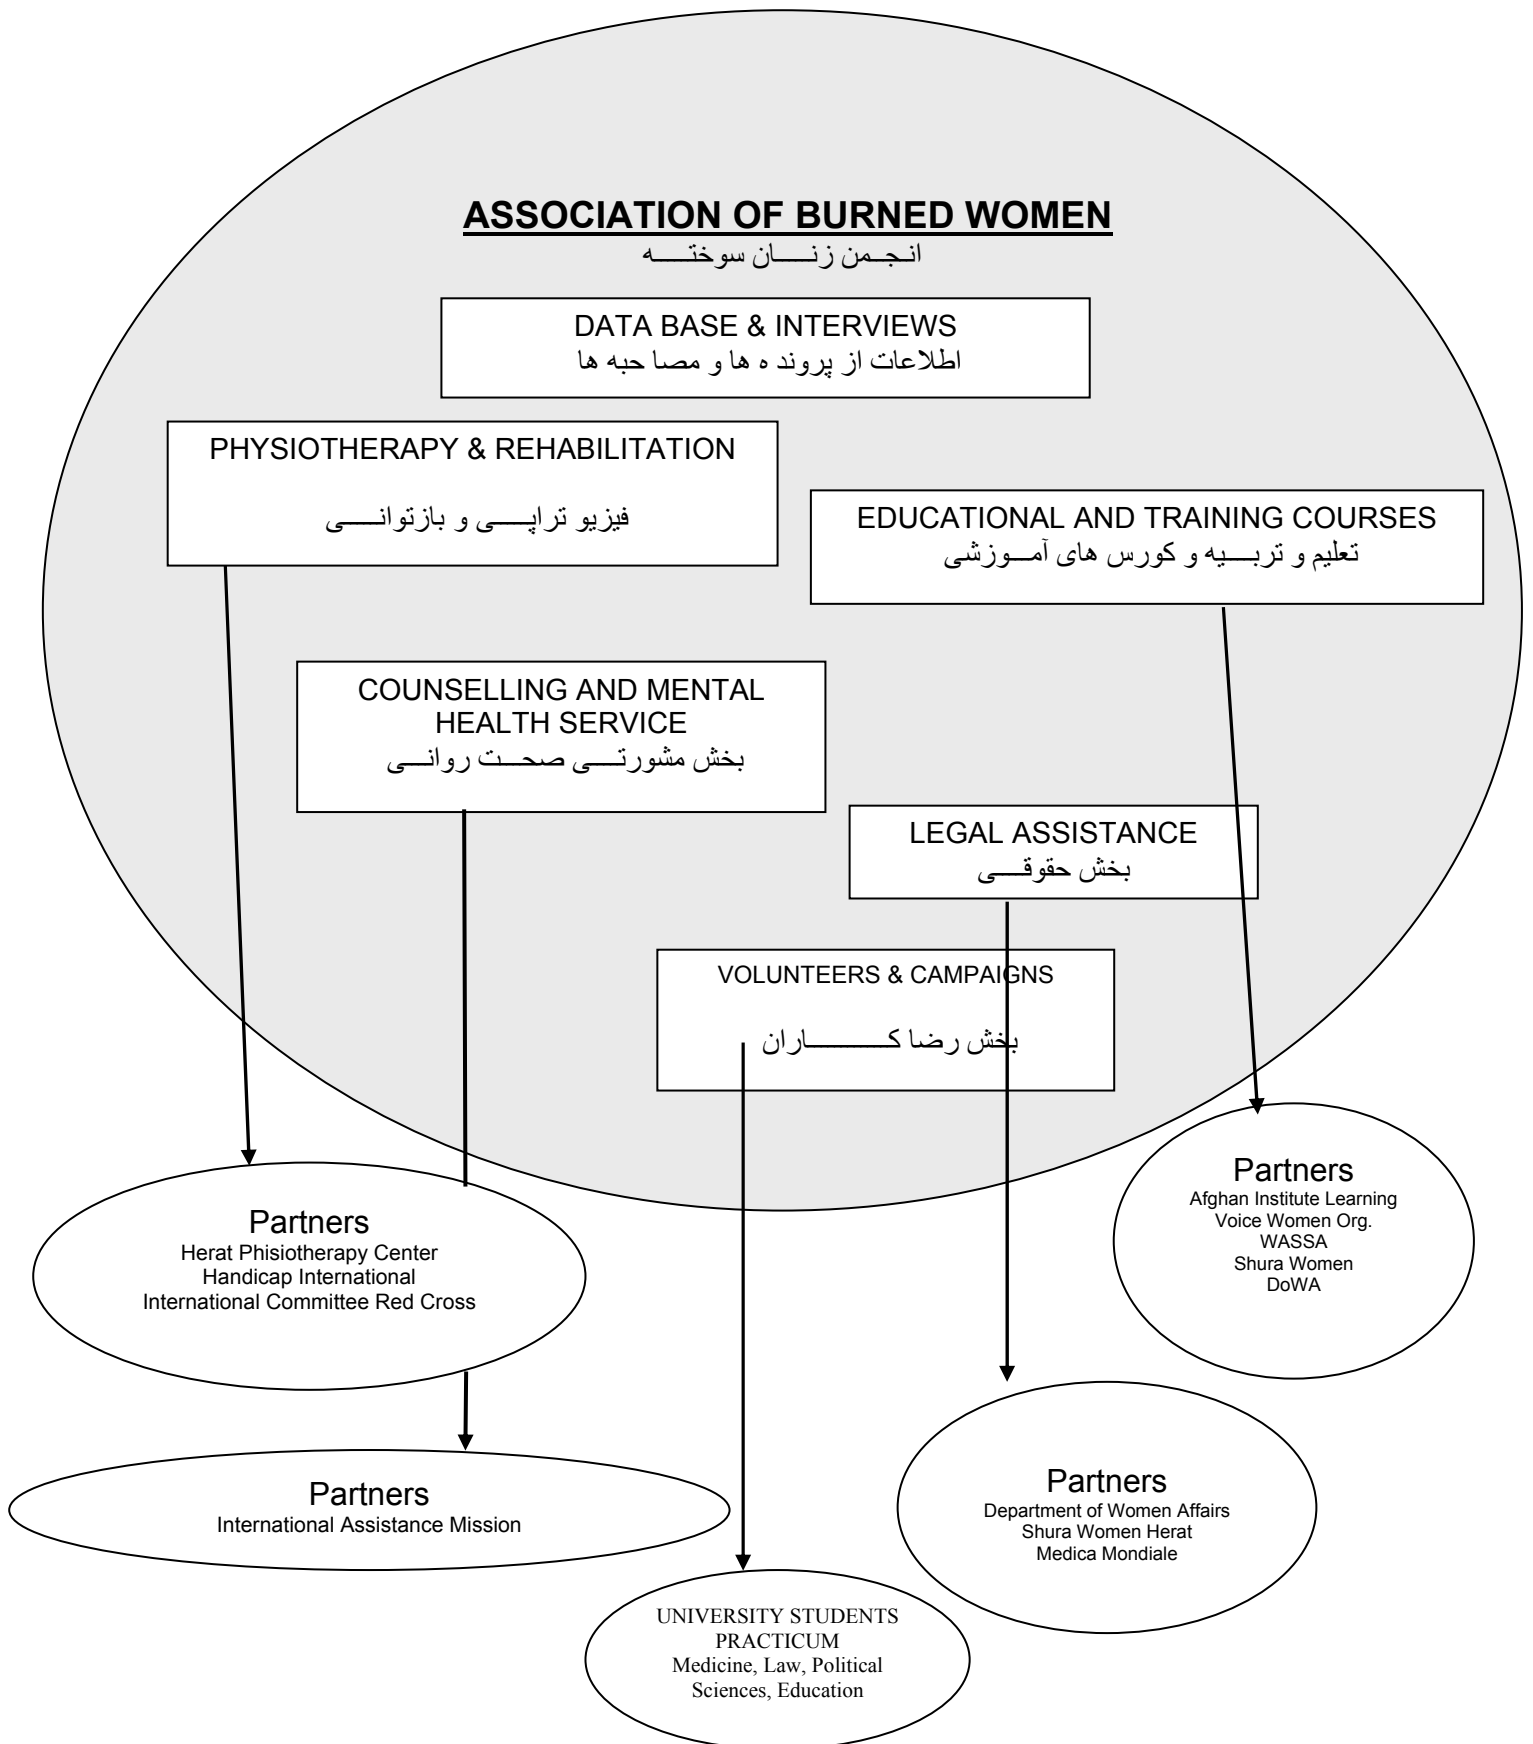 ASSOCIATION OF BURNED WOMEN
انجمن زنان سوخته
DATA BASE & INTERVIEWS
اطلاعات از پروند ه ها و مصا حبه ها
PHYSIOTHERAPY & REHABILITATION
فیزیو تراپی و بازتوانی
EDUCATIONAL AND TRAINING COURSES
تعلیم و تربیه و کورس های آموزشی
COUNSELLING AND MENTAL
HEALTH SERVICE
بخش مشورتی صحت روانی
LEGAL ASSISTANCE
بخش حقوقی
VOLUNTEERS & CAMPAIGNS
بخش رضا کاران
Partners
Afghan Institute Learning
Voice Women Org.
WASSA
Shura Women
DoWA
Partners
Herat Phisiotherapy Center
Handicap International
International Committee Red Cross
Partners
International Assistance Mission
Partners
Department of Women Affairs
Shura Women Herat
Medica Mondiale
UNIVERSITY STUDENTS
PRACTICUM
Medicine, Law, Political
Sciences, Education